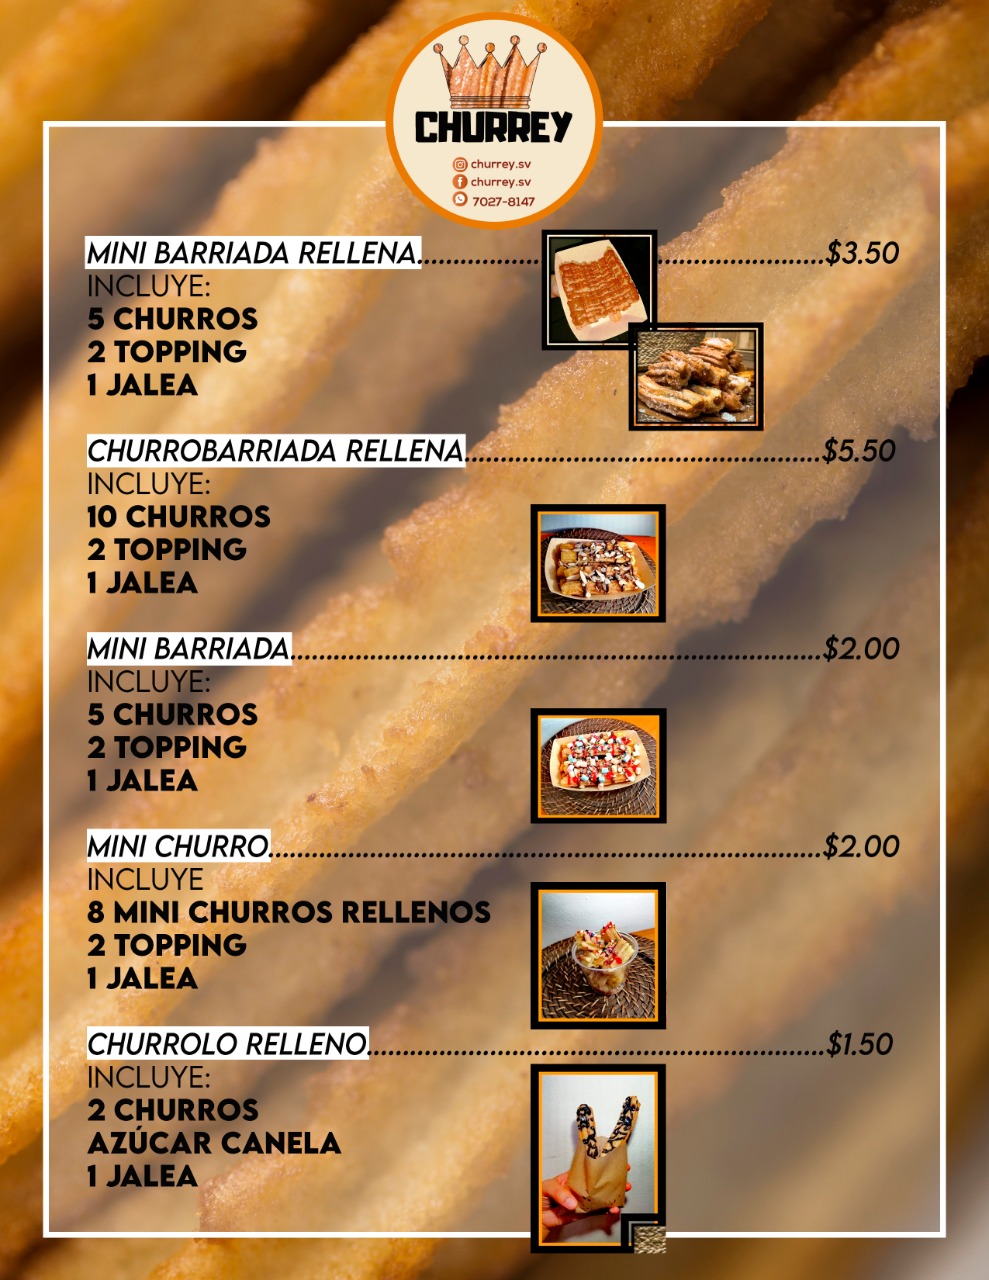 CHURREY
churrey.sv
churrey.sv
7027-8147
MINI BARRIADA RELLENA....................................$3.50
INCLUYE:
5 CHURROS
2 TOPPING
1 JALEA
CHURROBARRIADA RELLENA....................................$5.50
INCLUYE:
10 CHURROS
2 TOPPING
1 JALEA
MINI BARRIADA....................................$2.00
INCLUYE:
5 CHURROS
2 TOPPING
1 JALEA
MINI CHURRO....................................$2.00
INCLUYE
8 MINI CHURROS RELLENOS
2 TOPPING
1 JALEA
CHURROLO RELLENO....................................$1.50
INCLUYE:
2 CHURROS
AZÚCAR CANELA
1 JALEA